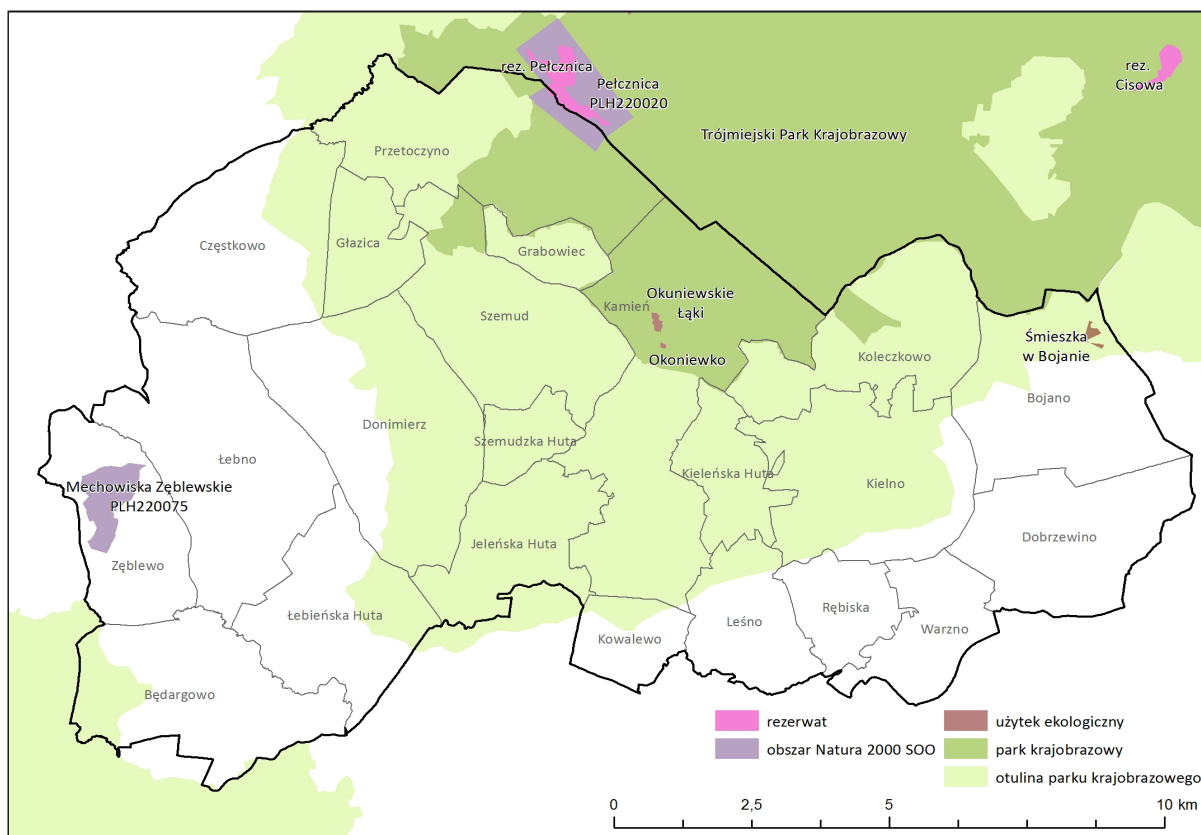 rez. Pełcznica
Pełcznica
PLH220020
rez.
Cisowa
Trójmiejski Park Krajobrazowy
Przetoczyno
Częstkowo
Głazica
Grabowiec
Okuniewskie
Łąki
Kamień
Szemud
Okoniewko
Koleczkowo
Śmieszka
w Bojanie
Bojano
Donimierz
Szemudzka Huta
Łebno
Kieleńska Huta
Kielno
Mechowiska Zęblewskie
PLH220075
Jeleńska Huta
Dobrzewino
Zęblewo
Łebieńska Huta
Kowalewo
Leśno
Rębiska
Warzno
Będargowo
rezerwat
obszar Natura 2000 SOO
użytek ekologiczny
park krajobrazowy
otulina parku krajobrazowego
0 2,5 5 10 km